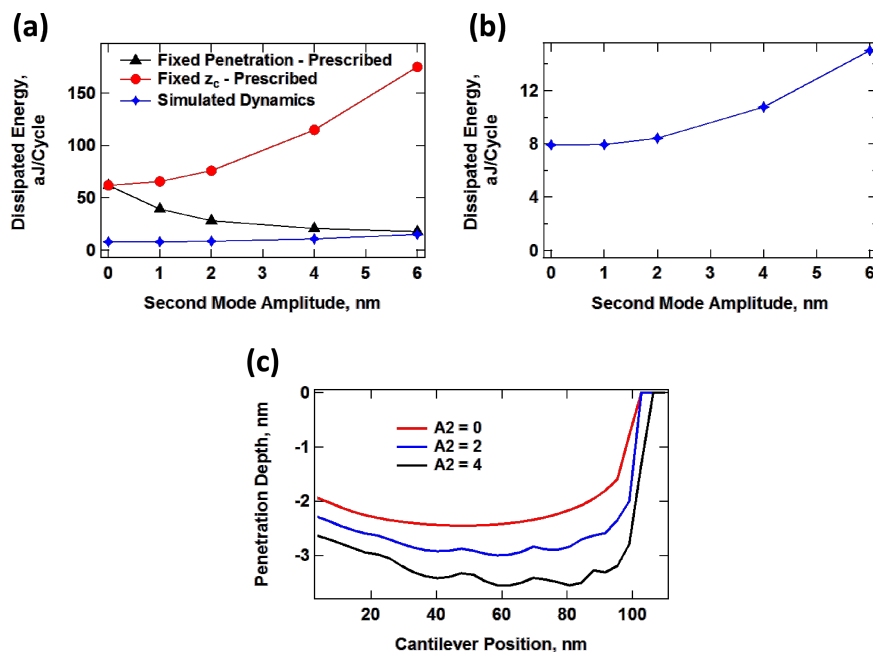 (a)
Dissipated Energy,
aJ/Cycle
150
100
50
0
Fixed Penetration - Prescribed
Fixed zc - Prescribed
Simulated Dynamics
0 1 2 3 4 5 6
Second Mode Amplitude, nm
(b)
Dissipated Energy,
aJ/Cycle
12
8
4
0
0 1 2 3 4 5 6
Second Mode Amplitude, nm
(c)
Penetration Depth, nm
0
-1
-2
-3
A2 = 0
A2 = 2
A2 = 4
20 40 60 80 100
Cantilever Position, nm